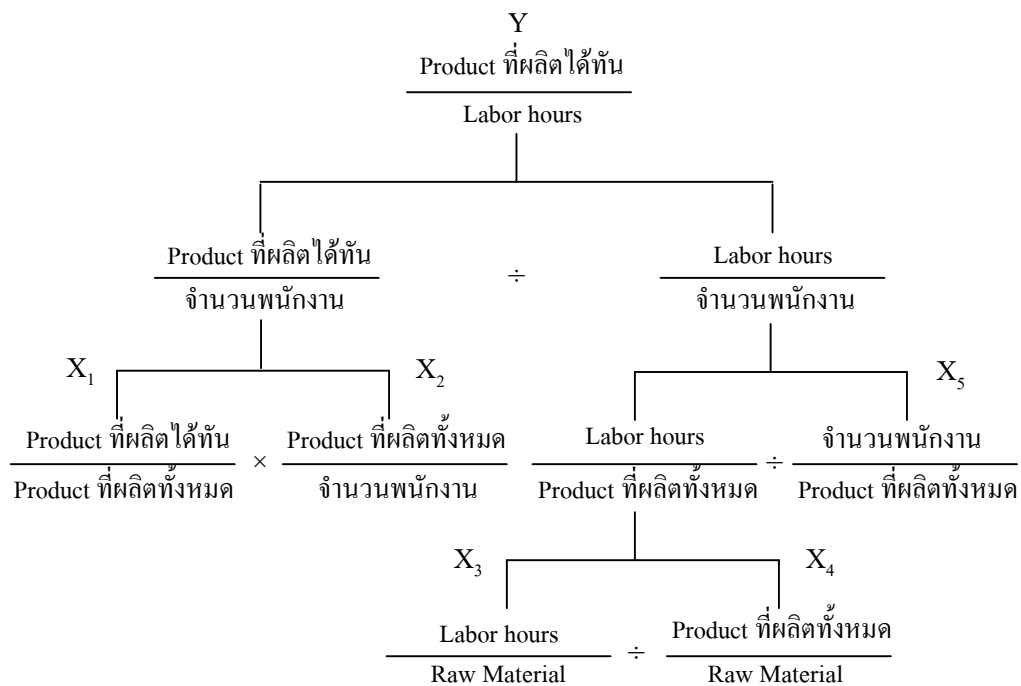 Y
Product ที่ผลิตได้ทัน
Labor hours
Product ที่ผลิตได้ทัน
จำนวนพนักงาน
÷
Labor hours
จำนวนพนักงาน
X₁
X₂
X₅
Product ที่ผลิตได้ทัน
Product ที่ผลิตทั้งหมด
×
Product ที่ผลิตทั้งหมด
จำนวนพนักงาน
Labor hours
Product ที่ผลิตทั้งหมด
÷
จำนวนพนักงาน
Product ที่ผลิตทั้งหมด
X₃
X₄
Labor hours
Raw Material
÷
Product ที่ผลิตทั้งหมด
Raw Material